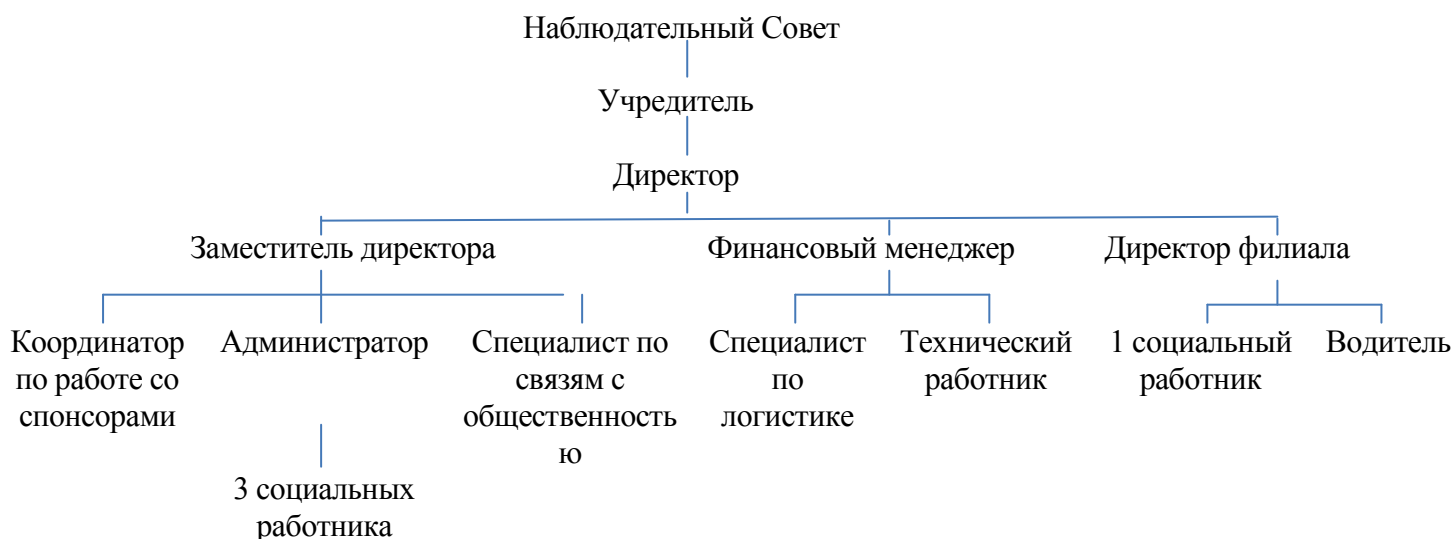 Наблюдательный Совет
Учредитель
Директор
Заместитель директора
Финансовый менеджер
Директор филиала
Координатор
по работе со
спонсорами
Администратор
Специалист по
связям с
общественность
ю
Специалист
по
логистике
Технический
работник
1 социальный
работник
Водитель
3 социальных
работника